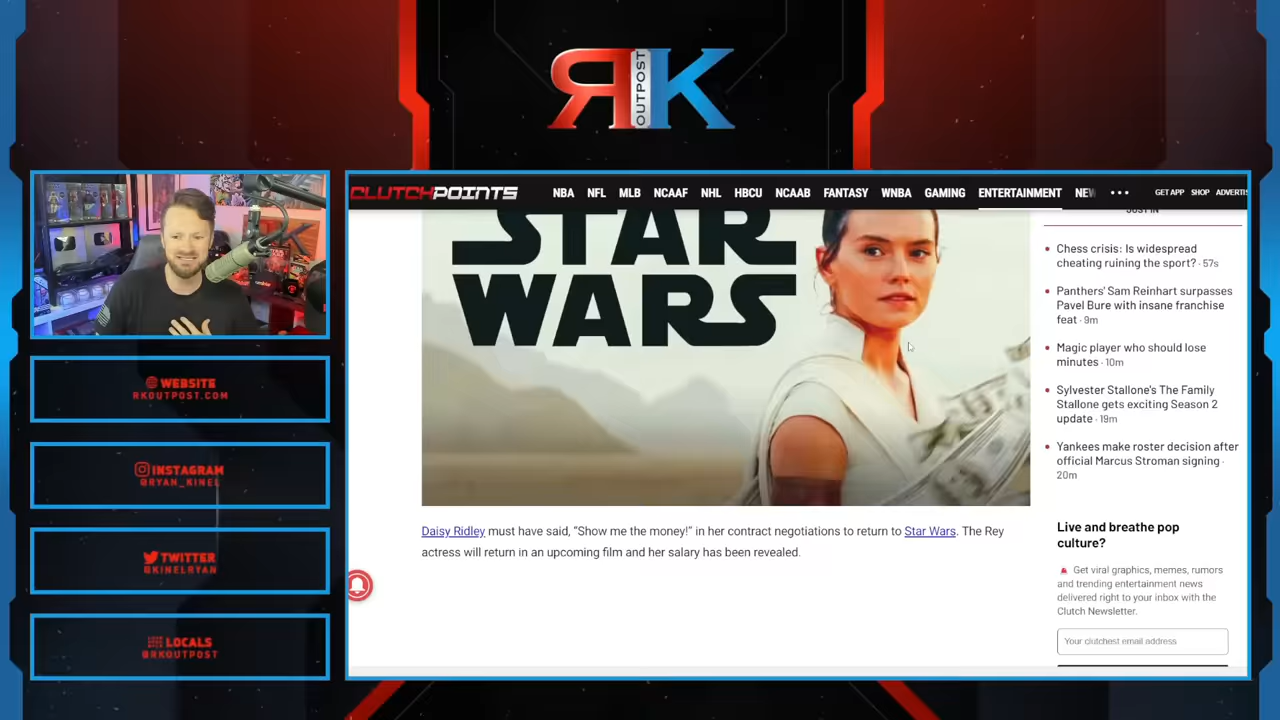 RK
OUTPOST
WEBSITE
RKOUTPOST.COM
INSTAGRAM
@RYAN_KINEL
TWITTER
@KINELRYAN
LOCALS
@RKOUTPOST
CLUTCHPOINTS
NBA NFL MLB NCAAF NHL HBCU NCAAB FANTASY WNBA GAMING ENTERTAINMENT NEW ••• GET APP SHOP ADVERTIS
STAR
WARS
Daisy Ridley must have said, “Show me the money!” in her contract negotiations to return to Star Wars. The Rey
actress will return in an upcoming film and her salary has been revealed.
JUST IN
Chess crisis: Is widespread
cheating ruining the sport? · 57s
Panthers' Sam Reinhart surpasses
Pavel Bure with insane franchise
feat · 9m
Magic player who should lose
minutes · 10m
Sylvester Stallone's The Family
Stallone gets exciting Season 2
update · 19m
Yankees make roster decision after
official Marcus Stroman signing ·
20m
Live and breathe pop
culture?
Get viral graphics, memes, rumors
and trending entertainment news
delivered right to your inbox with the
Clutch Newsletter.
Your clutchest email address